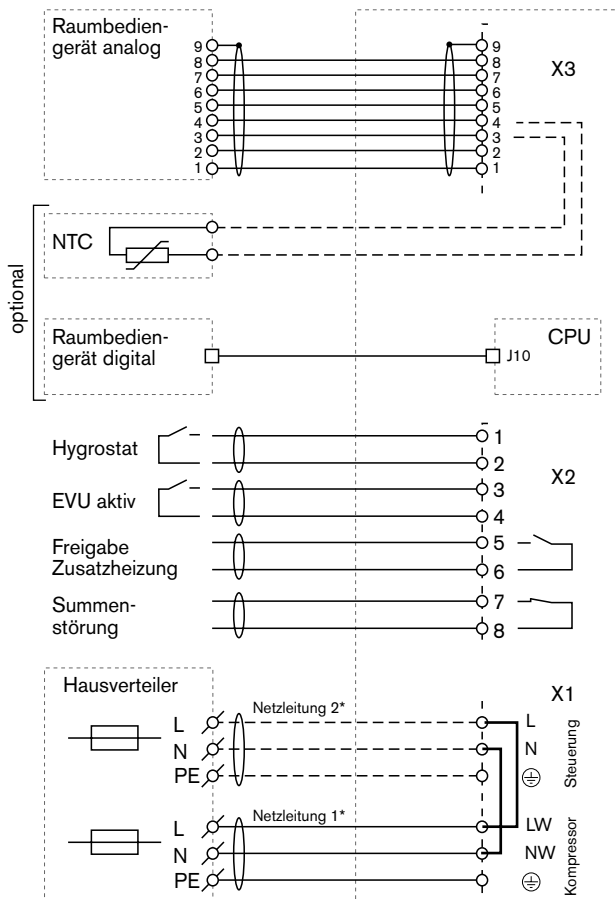 Raumbedien-
gerät analog
X3
9 9
8 8
7 7
6 6
5 5
4 4
3 3
2 2
1 1
optional
NTC
Raumbedien-
gerät digital
CPU
J10
Hygrostat
1
2
X2
EVU aktiv
3
4
Freigabe
Zusatzheizung
5
6
Summen-
störung
7
8
Hausverteiler
X1
Netzleitung 2*
L L
N N
PE
Steuerung
Netzleitung 1*
L LW
N NW
PE
Kompressor